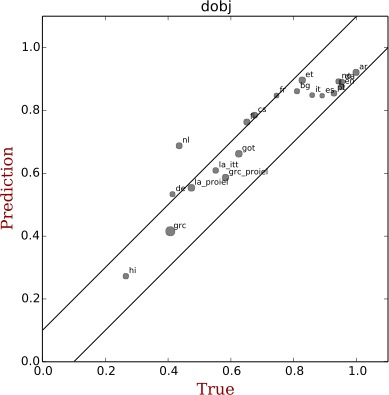 dobj
1.0
0.8
0.6
0.4
0.2
0.0
0.0
0.2
0.4
0.6
0.8
1.0
Prediction
True
ar
et
bg
fr
it
es
cs
nl
got
la_itt
grc_proiel
la_proiel
de
grc
hi